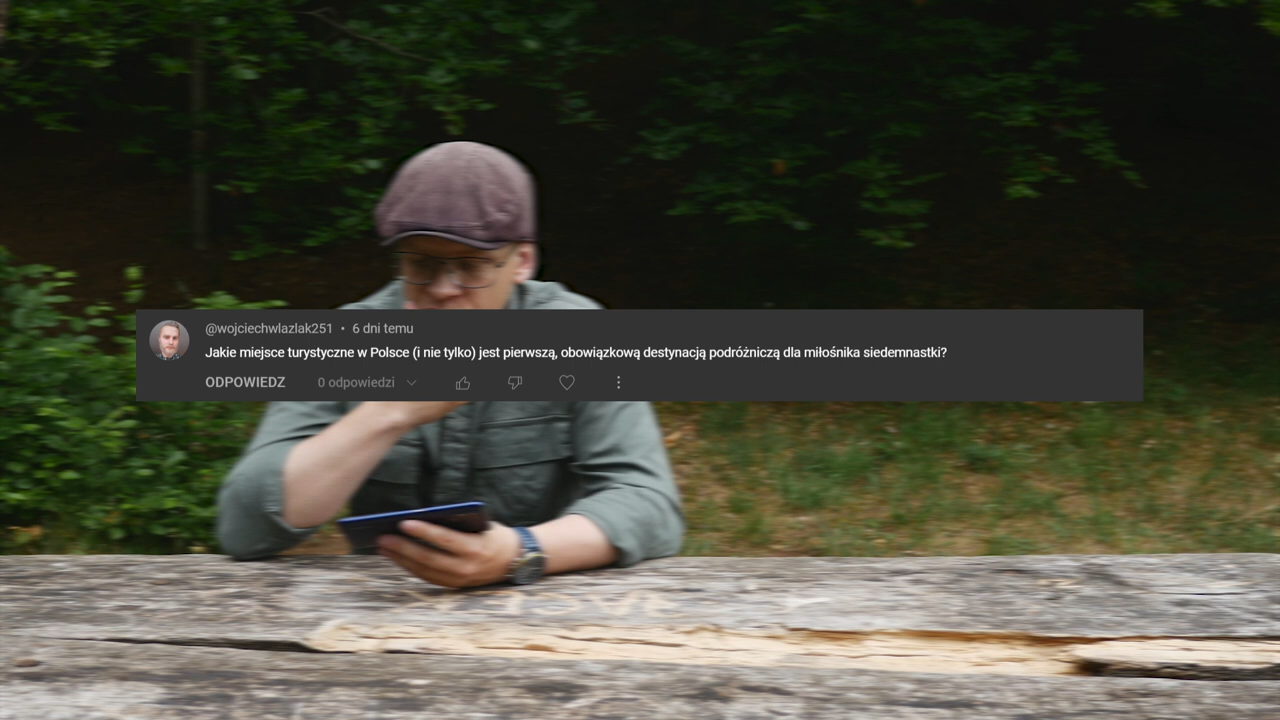 @wojciechwlazlak251 • 6 dni temu
Jakie miejsce turystyczne w Polsce (i nie tylko) jest pierwszą, obowiązkową destynacją podróżniczą dla miłośnika siedemnastki?
ODPOWIEDZ 0 odpowiedzi